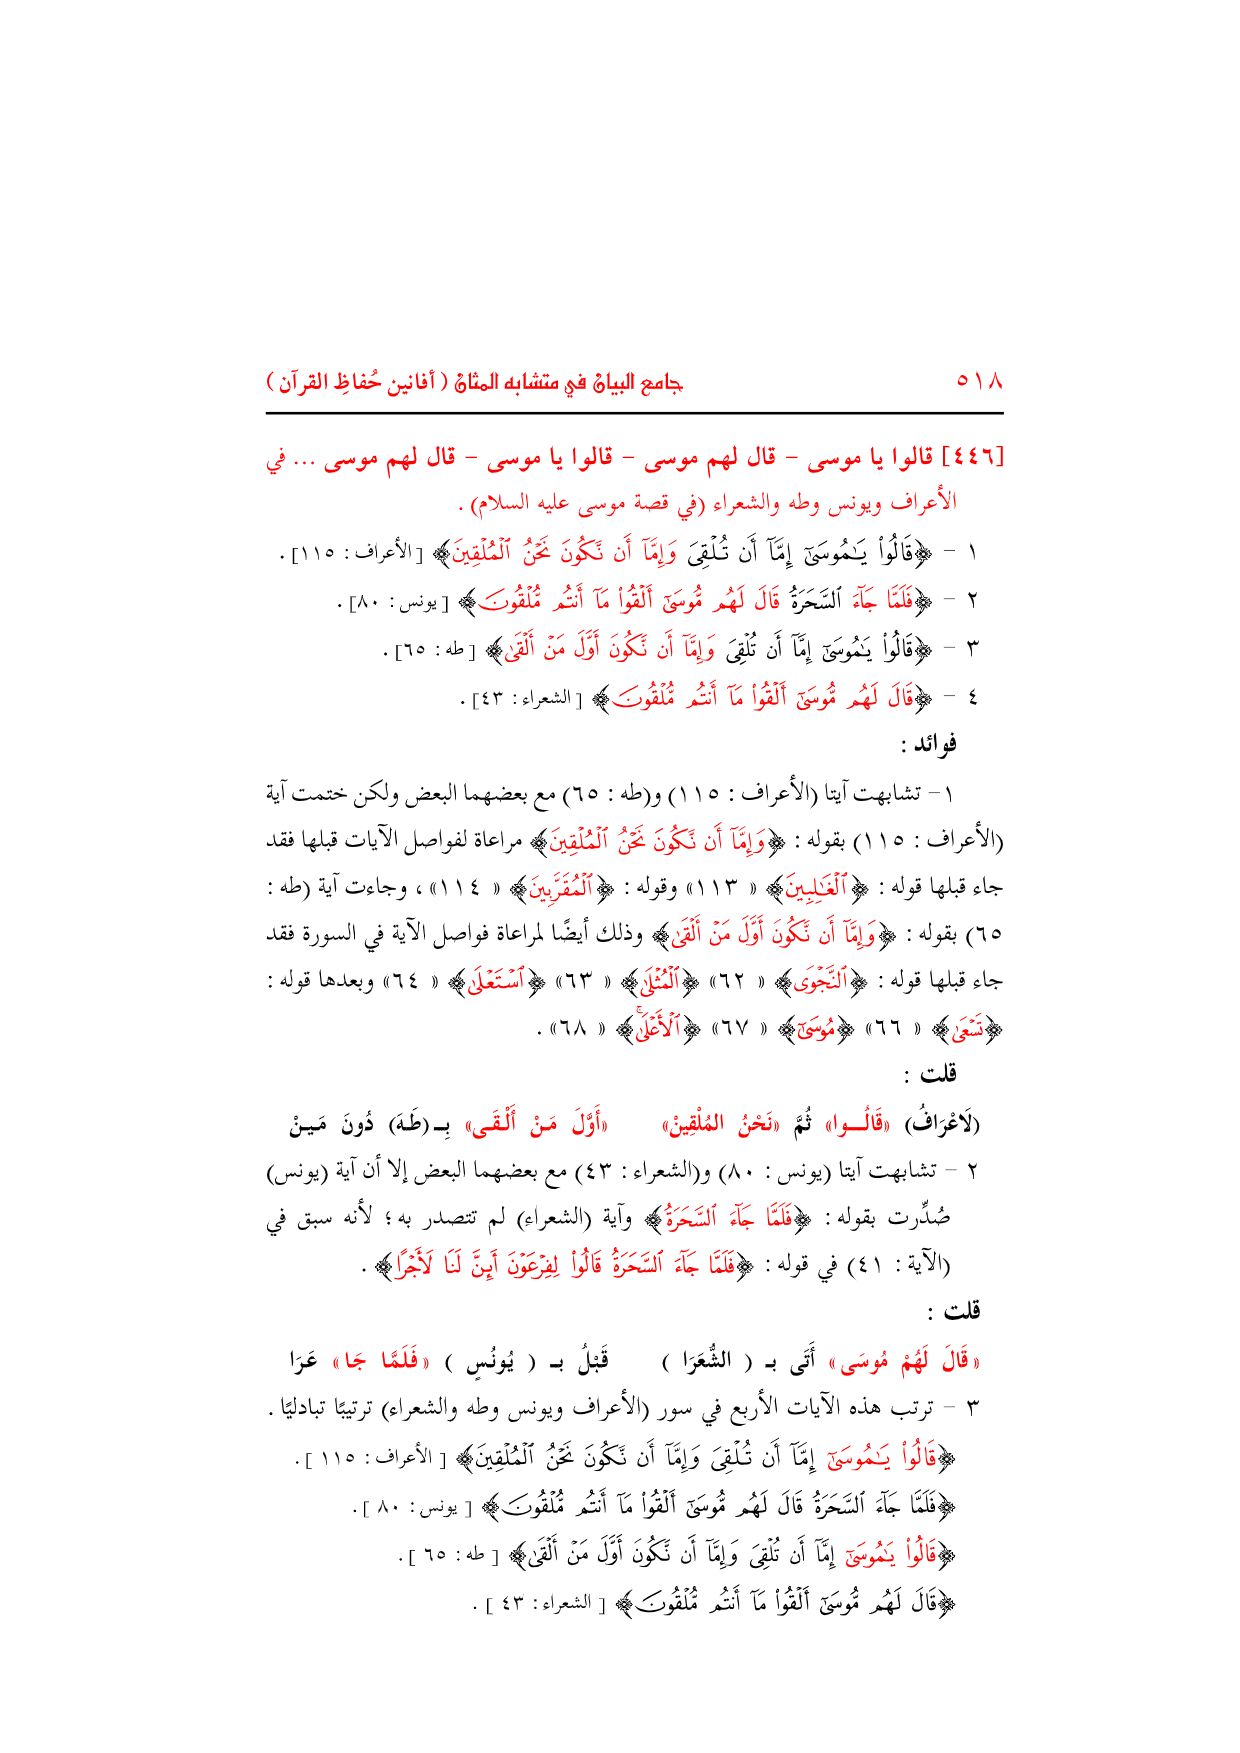 ٥١٨ جامع البيان في متشابه المثان ( أفانين حُفاظِ القرآن )
[٤٤٦] قالوا يا موسى – قال لهم موسى – قالوا يا موسى – قال لهم موسى ... في
الأعراف ويونس وطه والشعراء (في قصة موسى عليه السلام) .
١ – ﴿قَالُوا۟ يَـٰمُوسَىٰٓ إِمَّآ أَن تُلْقِىَ وَإِمَّآ أَن نَّكُونَ نَحْنُ ٱلْمُلْقِينَ﴾ [الأعراف : ١١٥] .
٢ – ﴿فَلَمَّا جَآءَ ٱلسَّحَرَةُ قَالَ لَهُم مُّوسَىٰٓ أَلْقُوا۟ مَآ أَنتُم مُّلْقُونَ﴾ [ يونس : ٨٠] .
٣ – ﴿قَالُوا۟ يَـٰمُوسَىٰٓ إِمَّآ أَن تُلْقِىَ وَإِمَّآ أَن نَّكُونَ أَوَّلَ مَنْ أَلْقَىٰ﴾ [ طه : ٦٥] .
٤ – ﴿قَالَ لَهُم مُّوسَىٰٓ أَلْقُوا۟ مَآ أَنتُم مُّلْقُونَ﴾ [ الشعراء : ٤٣] .
فوائد :
١– تشابهت آيتا (الأعراف : ١١٥) و(طه : ٦٥) مع بعضهما البعض ولكن ختمت آية
(الأعراف : ١١٥) بقوله : ﴿وَإِمَّآ أَن نَّكُونَ نَحْنُ ٱلْمُلْقِينَ﴾ مراعاة لفواصل الآيات قبلها فقد
جاء قبلها قوله : ﴿ٱلْغَـٰلِبِينَ﴾ « ١١٣» وقوله : ﴿ٱلْمُقَرَّبِينَ﴾ « ١١٤» ، وجاءت آية (طه :
٦٥) بقوله : ﴿وَإِمَّآ أَن نَّكُونَ أَوَّلَ مَنْ أَلْقَىٰ﴾ وذلك أيضًا لمراعاة فواصل الآية في السورة فقد
جاء قبلها قوله : ﴿ٱلنَّجْوَىٰ﴾ « ٦٢» ﴿ٱلْمُثْلَىٰ﴾ « ٦٣» ﴿ٱسْتَعْلَىٰ﴾ « ٦٤» وبعدها قوله :
﴿تَسْعَىٰ﴾ « ٦٦» ﴿مُوسَىٰ﴾ « ٦٧» ﴿ٱلْأَعْلَىٰ﴾ « ٦٨» .
قلت :
(لَاعْرَافُ) «قَالُــوا» ثُمَّ «نَحْنُ المُلْقِينْ» «أَوَّلَ مَـنْ أَلْـقَـى» بِـ(طَـهَ) دُونَ مَـيـنْ
٢ – تشابهت آيتا (يونس : ٨٠) و(الشعراء : ٤٣) مع بعضهما البعض إلا أن آية (يونس)
صُدِّرت بقوله : ﴿فَلَمَّا جَآءَ ٱلسَّحَرَةُ﴾ وآية (الشعراء) لم تتصدر به ؛ لأنه سبق في
(الآية : ٤١) في قوله : ﴿فَلَمَّا جَآءَ ٱلسَّحَرَةُ قَالُوا۟ لِفِرْعَوْنَ أَئِنَّ لَنَا لَأَجْرًا﴾ .
قلت :
«قَالَ لَهُمْ مُوسَى» أَتَى بـ ( الشُّعَرَا ) قَبْلُ بـ ( يُونُسٍ ) «فَلَمَّا جَا» عَرَا
٣ – ترتب هذه الآيات الأربع في سور (الأعراف ويونس وطه والشعراء) ترتيبًا تبادليًا .
﴿قَالُوا۟ يَـٰمُوسَىٰٓ إِمَّآ أَن تُلْقِىَ وَإِمَّآ أَن نَّكُونَ نَحْنُ ٱلْمُلْقِينَ﴾ [ الأعراف : ١١٥ ] .
﴿فَلَمَّا جَآءَ ٱلسَّحَرَةُ قَالَ لَهُم مُّوسَىٰٓ أَلْقُوا۟ مَآ أَنتُم مُّلْقُونَ﴾ [ يونس : ٨٠ ] .
﴿قَالُوا۟ يَـٰمُوسَىٰٓ إِمَّآ أَن تُلْقِىَ وَإِمَّآ أَن نَّكُونَ أَوَّلَ مَنْ أَلْقَىٰ﴾ [ طه : ٦٥ ] .
﴿قَالَ لَهُم مُّوسَىٰٓ أَلْقُوا۟ مَآ أَنتُم مُّلْقُونَ﴾ [ الشعراء : ٤٣ ] .